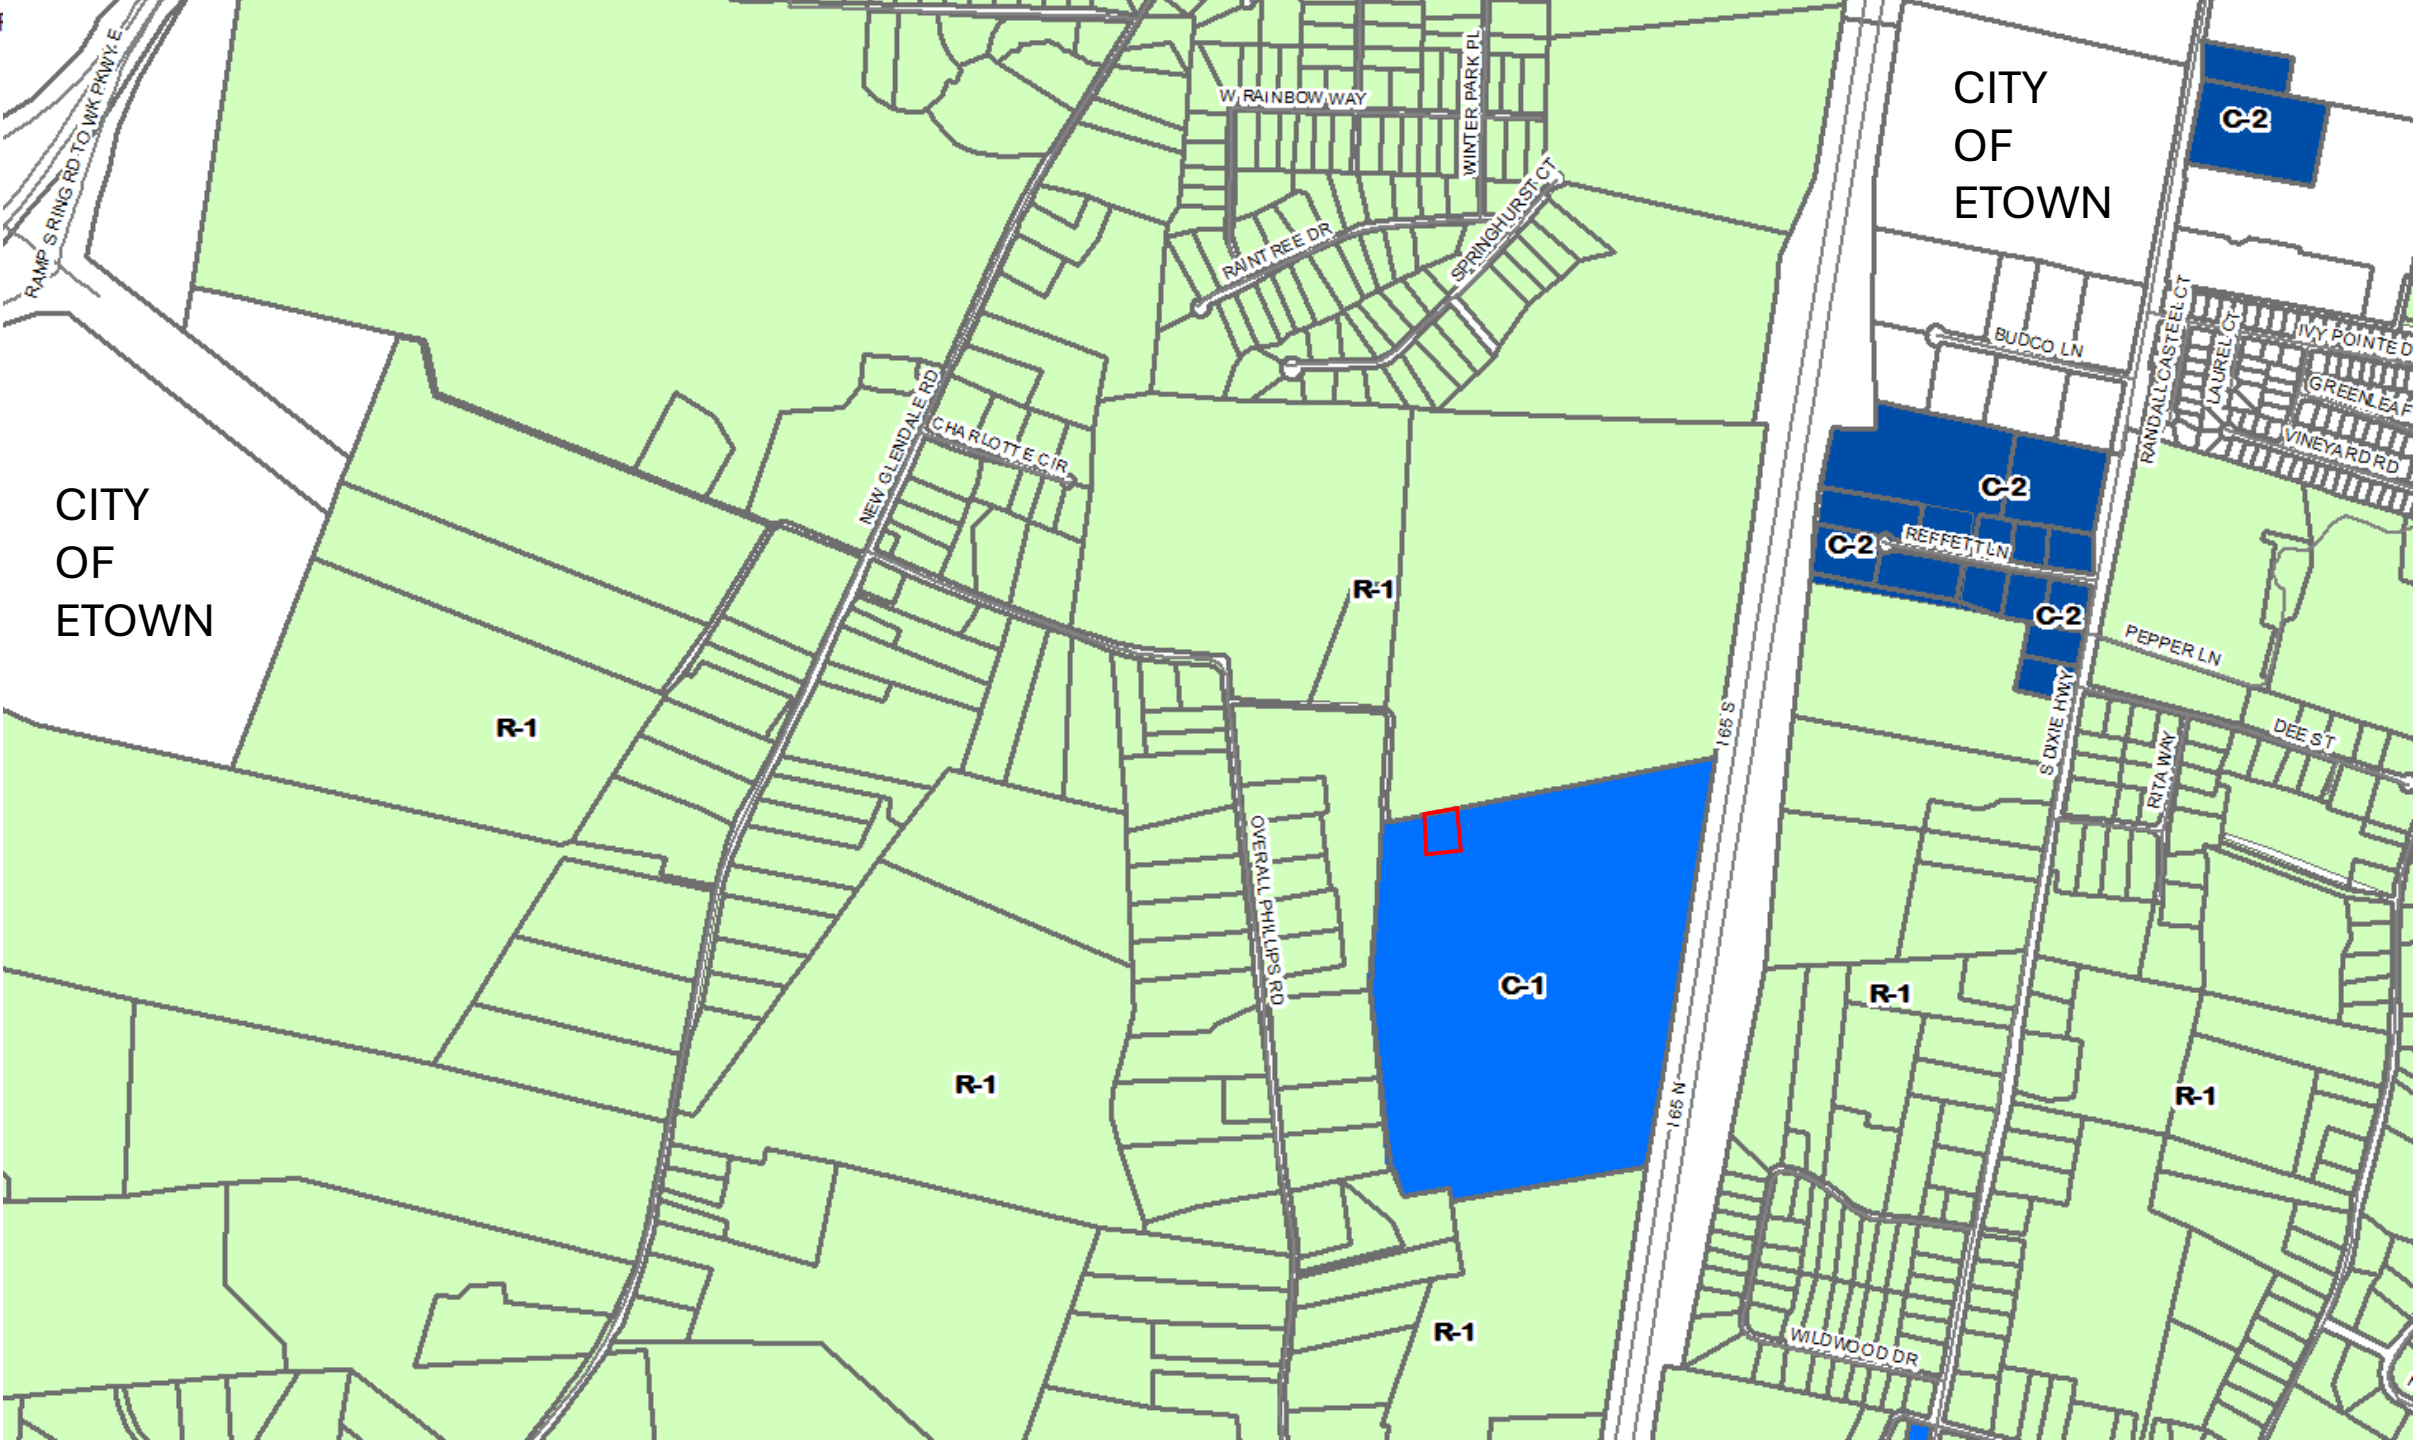 RAMP S RING RD TO WK PKWY E
W RAINBOW WAY
WINTER PARK PL
CITY
OF
ETOWN
C-2
SPRINGHURST CT
RAINTREE DR
RANDALL CASTEEL CT
LAUREL CT
IVY POINTE D
BUDCO LN
GREENLEAF
NEW GLENDALE RD
CHARLOTTE CIR
VINEYARD RD
CITY
OF
ETOWN
C-2
C-2
REFFETT LN
R-1
C-2
PEPPER LN
R-1
I 65 S
S DIXIE HWY
DEE ST
RITA WAY
OVERALL PHILLIPS RD
C-1
R-1
R-1
R-1
I 65 N
R-1
WILDWOOD DR